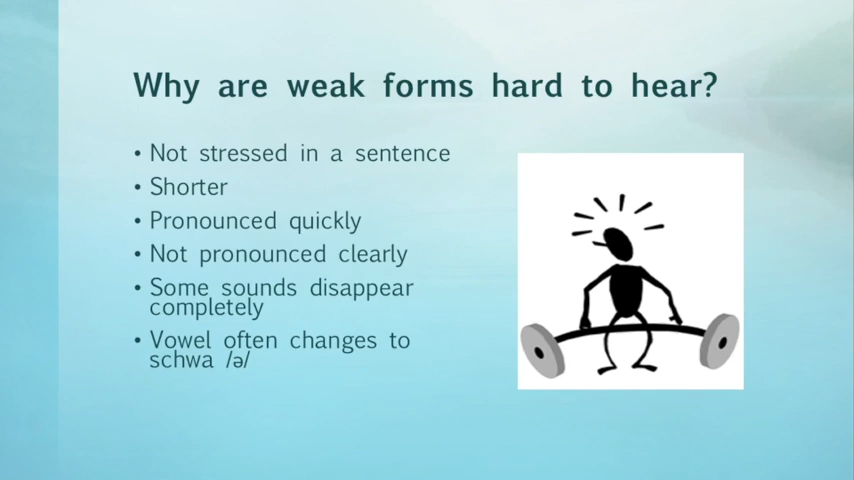 Why are weak forms hard to hear?
• Not stressed in a sentence
• Shorter
• Pronounced quickly
• Not pronounced clearly
• Some sounds disappear
completely
• Vowel often changes to
schwa /ə/